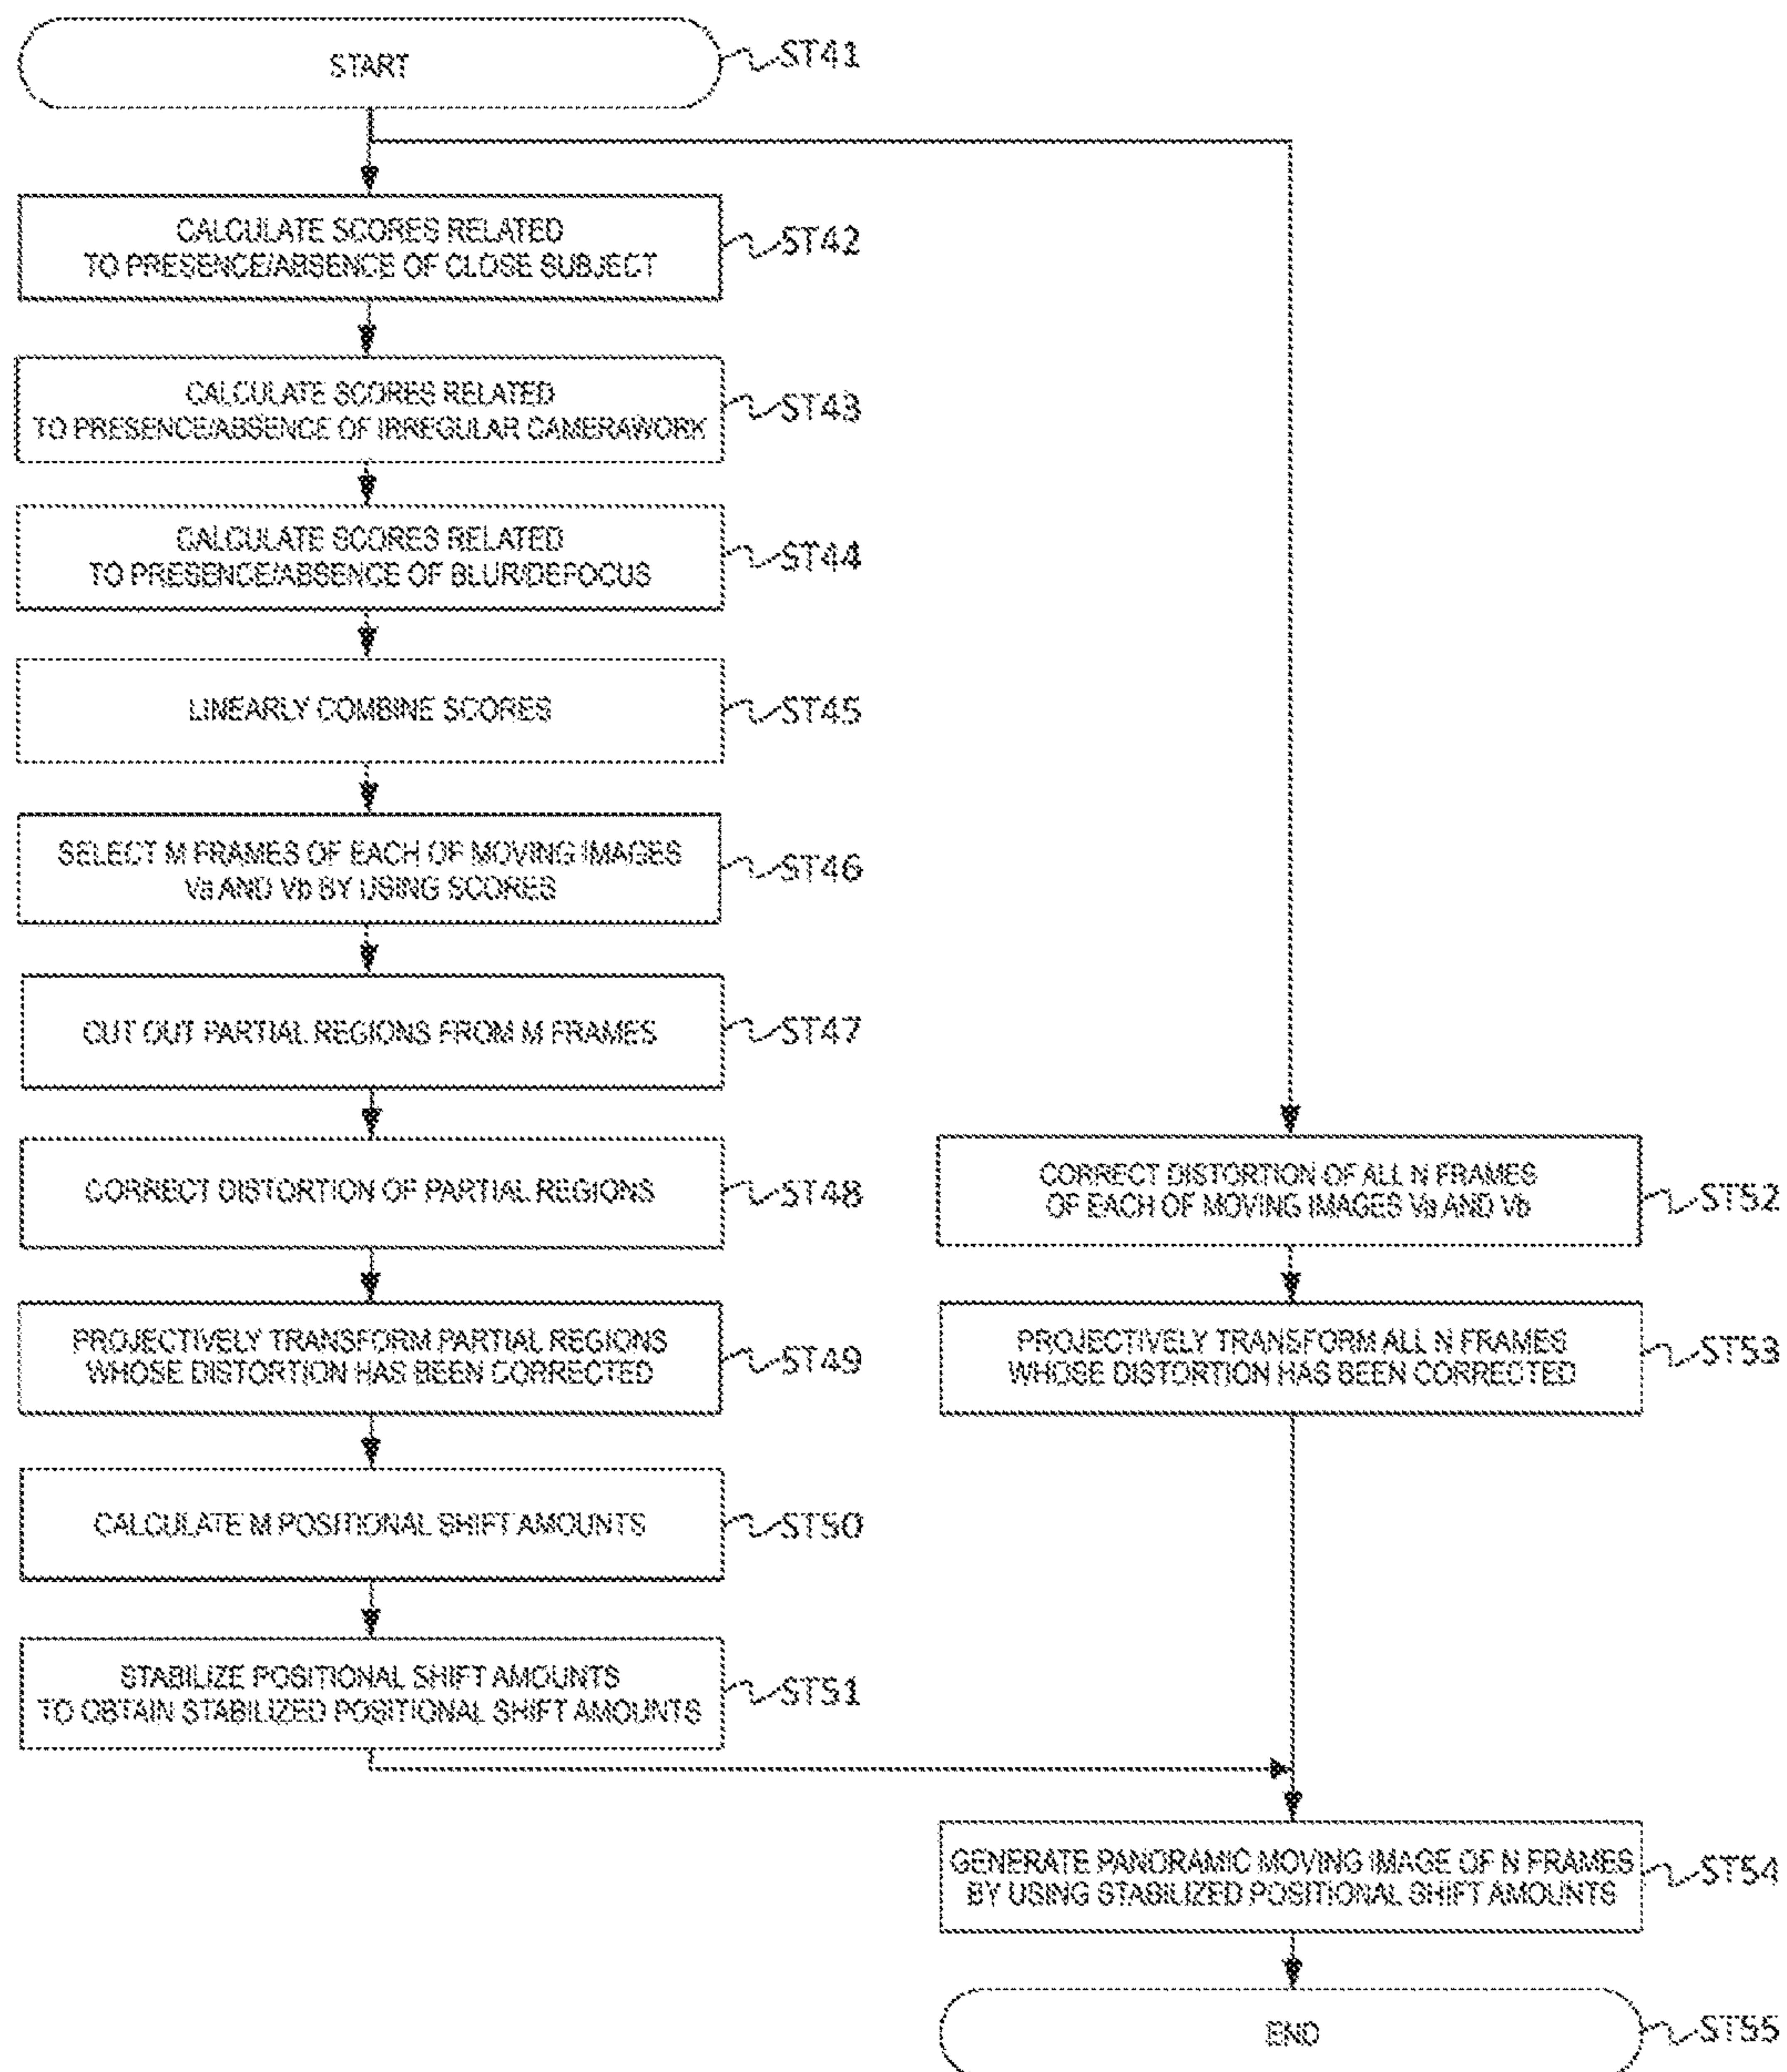 START
ST41
CALCULATE SCORES RELATED
TO PRESENCE/ABSENCE OF CLOSE SUBJECT
ST42
CALCULATE SCORES RELATED
TO PRESENCE/ABSENCE OF IRREGULAR CAMERAWORK
ST43
CALCULATE SCORES RELATED
TO PRESENCE/ABSENCE OF BLUR/DEFOCUS
ST44
LINEARLY COMBINE SCORES
ST45
SELECT M FRAMES OF EACH OF MOVING IMAGES
Va AND Vb BY USING SCORES
ST46
CUT OUT PARTIAL REGIONS FROM M FRAMES
ST47
CORRECT DISTORTION OF PARTIAL REGIONS
ST48
PROJECTIVELY TRANSFORM PARTIAL REGIONS
WHOSE DISTORTION HAS BEEN CORRECTED
ST49
CALCULATE M POSITIONAL SHIFT AMOUNTS
ST50
STABILIZE POSITIONAL SHIFT AMOUNTS
TO OBTAIN STABILIZED POSITIONAL SHIFT AMOUNTS
ST51
CORRECT DISTORTION OF ALL N FRAMES
OF EACH OF MOVING IMAGES Va AND Vb
ST52
PROJECTIVELY TRANSFORM ALL N FRAMES
WHOSE DISTORTION HAS BEEN CORRECTED
ST53
GENERATE PANORAMIC MOVING IMAGE OF N FRAMES
BY USING STABILIZED POSITIONAL SHIFT AMOUNTS
ST54
END
ST55